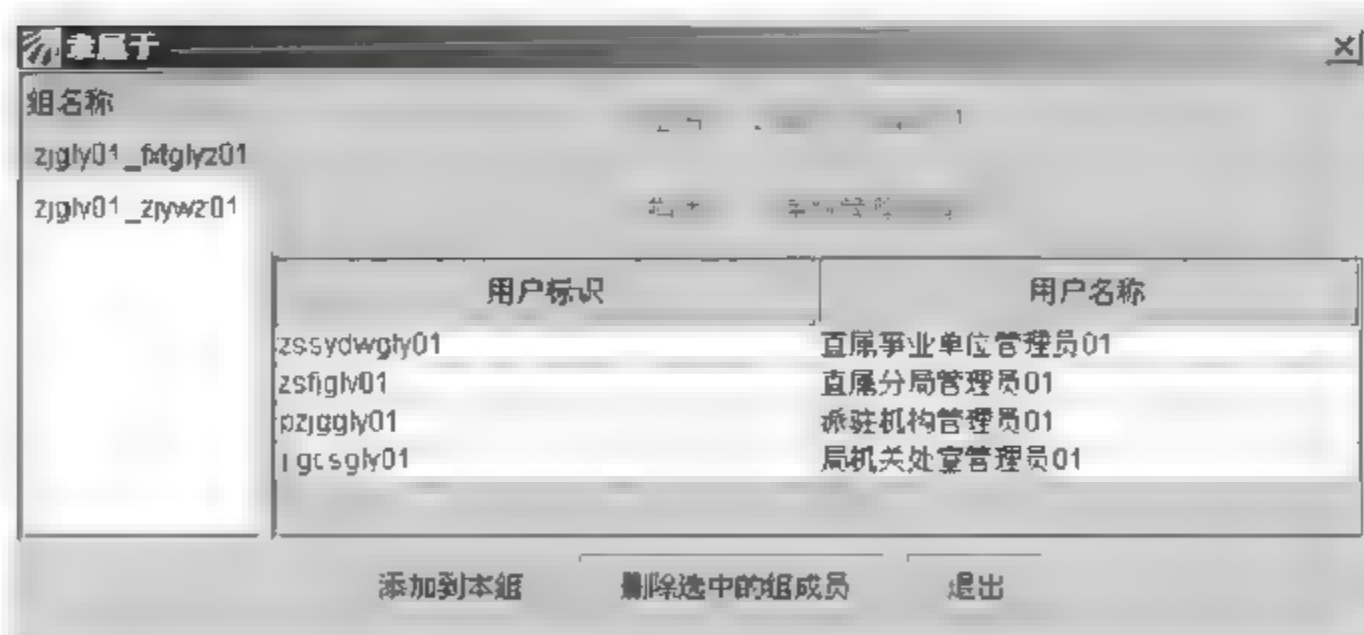 隶属于
组名称
zjgly01_fxtglyz01
zjgly01_zjywz01
用户标识 用户名称
zssydwgly01 直属事业单位管理员01
zsfjgly01 直属分局管理员01
pzjggly01 派驻机构管理员01
jgcsgly01 局机关处室管理员01
添加到本组 删除选中的组成员 退出